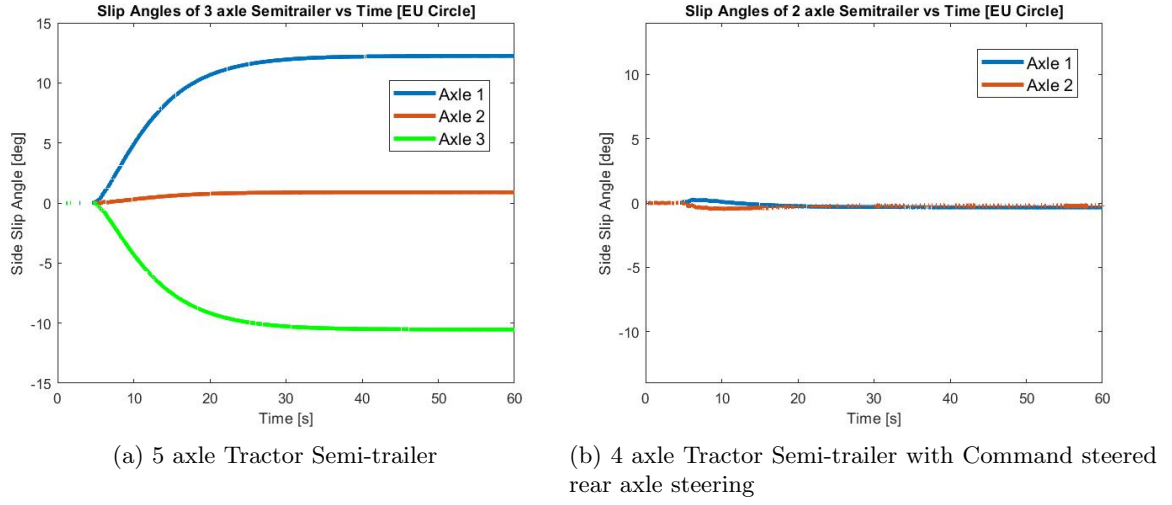 Slip Angles of 3 axle Semitrailer vs Time [EU Circle]
15
10
5
0
-5
-10
-15
Side Slip Angle [deg]
Axle 1
Axle 2
Axle 3
0 10 20 30 40 50 60
Time [s]
(a) 5 axle Tractor Semi-trailer
Slip Angles of 2 axle Semitrailer vs Time [EU Circle]
10
5
0
-5
-10
Side Slip Angle [deg]
Axle 1
Axle 2
0 10 20 30 40 50 60
Time [s]
(b) 4 axle Tractor Semi-trailer with Command steered
rear axle steering